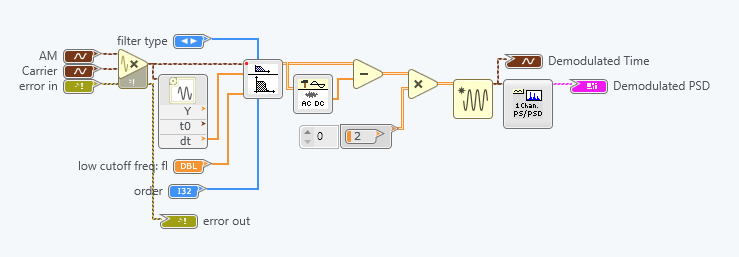 filter type
AM
Carrier
error in
Y
t0
dt
AC DC
0
2
low cutoff freq: fl
DBL
order
I32
error out
1 Chan.
PS/PSD
Demodulated Time
Demodulated PSD